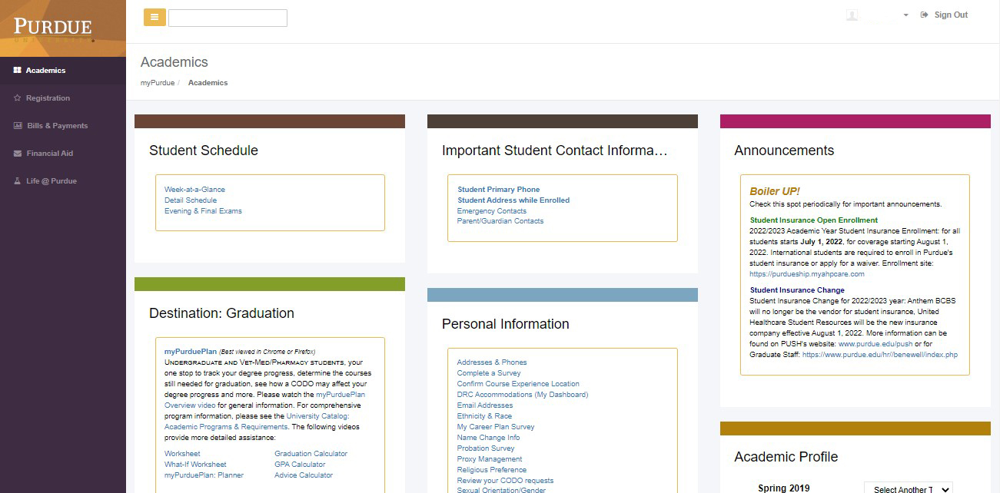 PURDUE
Sign Out
Academics
Registration
Bills & Payments
Financial Aid
Life @ Purdue
Academics
myPurdue / Academics
Student Schedule
Week-at-a-Glance
Detail Schedule
Evening & Final Exams
Destination: Graduation
myPurduePlan (Best viewed in Chrome or Firefox)
UNDERGRADUATE AND VET-MED/PHARMACY STUDENTS, your
one stop to track your degree progress, determine the courses
still needed for graduation, see how a CODO may affect your
degree progress and more. Please watch the myPurduePlan
Overview video for general information. For comprehensive
program information, please see the University Catalog:
Academic Programs & Requirements. The following videos
provide more detailed assistance:
Worksheet Graduation Calculator
What-If Worksheet GPA Calculator
myPurduePlan: Planner Advice Calculator
Important Student Contact Informa…
Student Primary Phone
Student Address while Enrolled
Emergency Contacts
Parent/Guardian Contacts
Personal Information
Addresses & Phones
Complete a Survey
Confirm Course Experience Location
DRC Accommodations (My Dashboard)
Email Addresses
Ethnicity & Race
My Career Plan Survey
Name Change Info
Probation Survey
Proxy Management
Religious Preference
Review your CODO requests
Sexual Orientation/Gender
Announcements
Boiler UP!
Check this spot periodically for important announcements.
Student Insurance Open Enrollment
2022/2023 Academic Year Student Insurance Enrollment: for all
students starts July 1, 2022, for coverage starting August 1,
2022. International students are required to enroll in Purdue's
student insurance or apply for a waiver. Enrollment site:
https://purdueship.myahpcare.com
Student Insurance Change
Student Insurance Change for 2022/2023 year: Anthem BCBS
will no longer be the vendor for student insurance, United
Healthcare Student Resources will be the new insurance
company effective August 1, 2022. More information can be
found on PUSH's website: www.purdue.edu/push or for
Graduate Staff: https://www.purdue.edu/hr//benewell/index.php
Academic Profile
Spring 2019 Select Another T